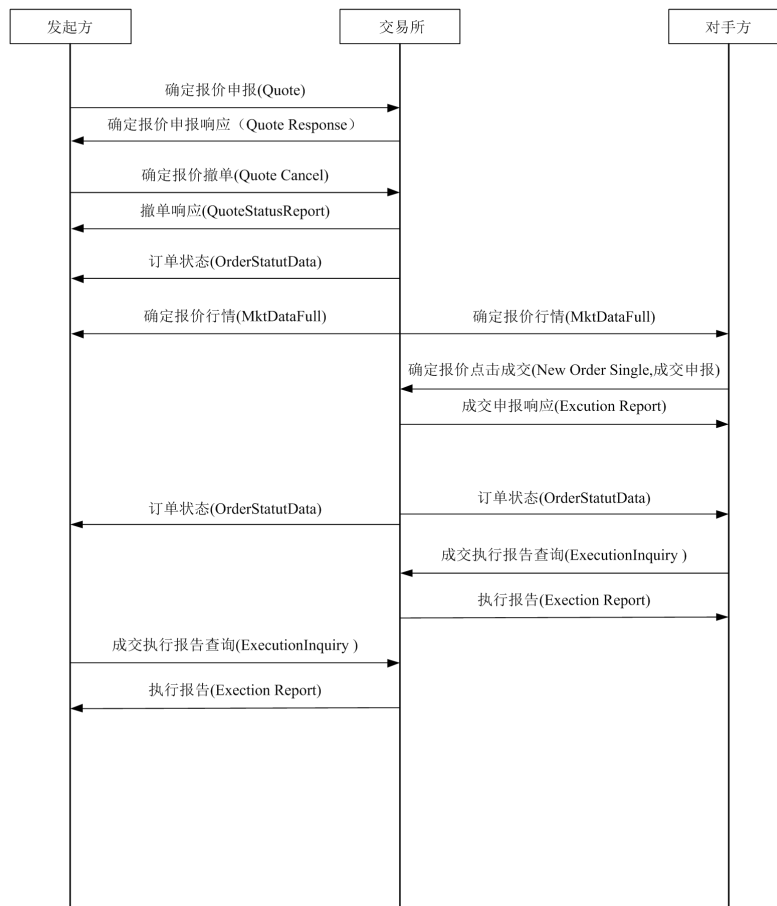 发起方
交易所
对手方
确定报价申报(Quote)
确定报价申报响应（Quote Response）
确定报价撤单(Quote Cancel)
撤单响应(QuoteStatusReport)
订单状态(OrderStatutData)
确定报价行情(MktDataFull)
确定报价行情(MktDataFull)
确定报价点击成交(New Order Single,成交申报)
成交申报响应(Excution Report)
订单状态(OrderStatutData)
订单状态(OrderStatutData)
成交执行报告查询(ExecutionInquiry )
执行报告(Exection Report)
成交执行报告查询(ExecutionInquiry )
执行报告(Exection Report)